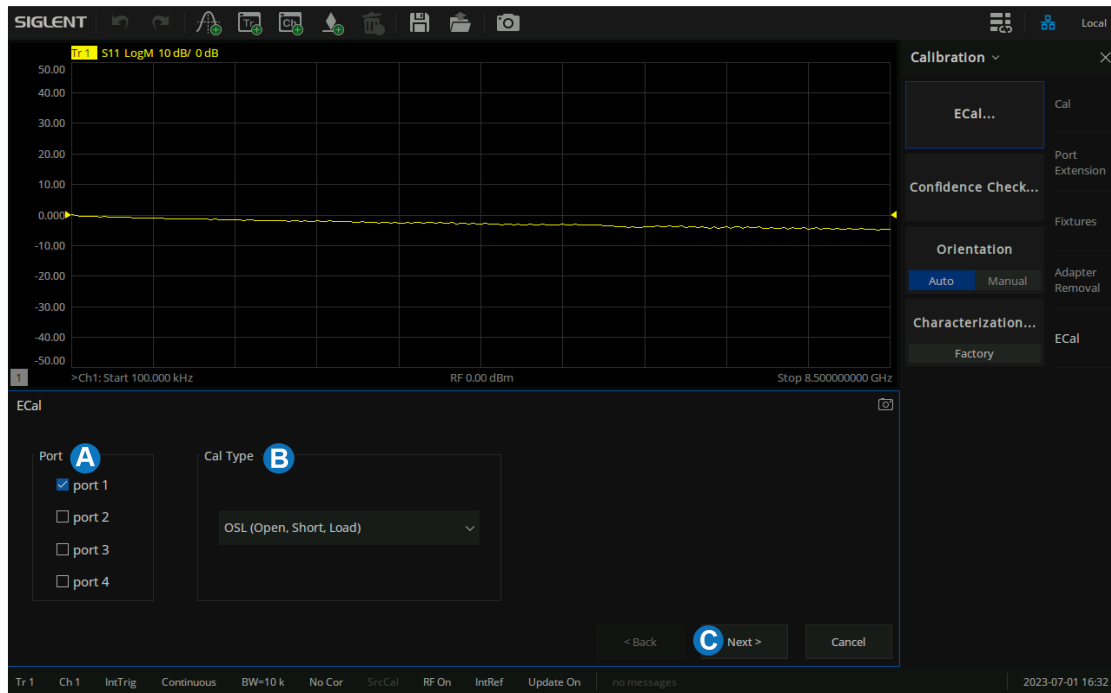 SIGLENT Tr Ch Local
Tr 1 S11 LogM 10 dB/ 0 dB
50.00
40.00
30.00
20.00
10.00
0.000
-10.00
-20.00
-30.00
-40.00
-50.00
1 >Ch1: Start 100.000 kHz RF 0.00 dBm Stop 8.500000000 GHz
Calibration
ECal...
Confidence Check...
Orientation
Auto Manual
Characterization...
Factory
Cal
Port
Extension
Fixtures
Adapter
Removal
ECal
ECal
Port A
port 1
port 2
port 3
port 4
Cal Type B
OSL (Open, Short, Load)
< Back C Next > Cancel
Tr 1 Ch 1 IntTrig Continuous BW=10 k No Cor SrcCal RF On IntRef Update On no messages 2023-07-01 16:32